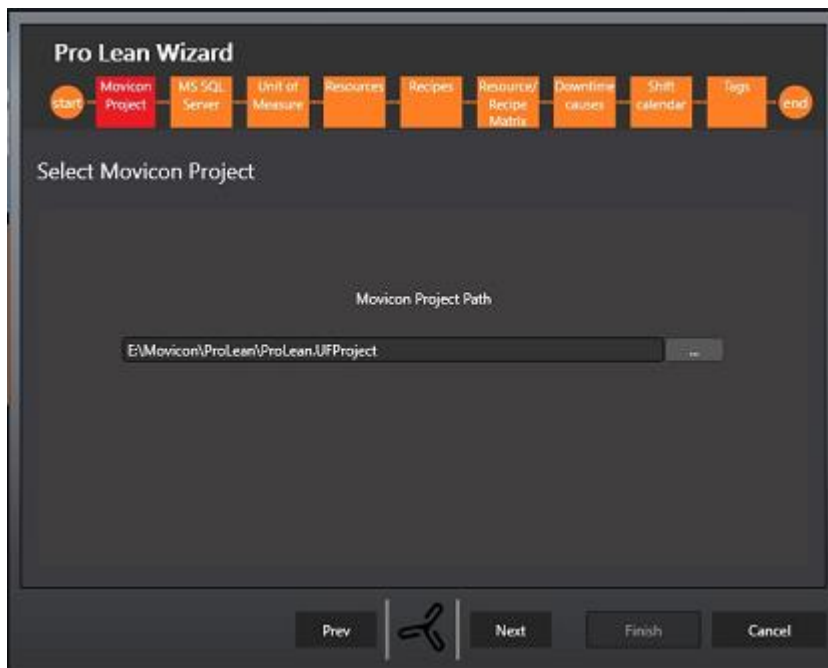 Pro Lean Wizard
start
Movicon
Project
MS SQL
Server
Unit of
Measure
Resources
Recipes
Resource/
Recipe
Matrix
Downtime
causes
Shift
calendar
Tags
end
Select Movicon Project
Movicon Project Path
E:\Movicon\ProLean\ProLean.UFProject
...
Prev
Next
Finish
Cancel